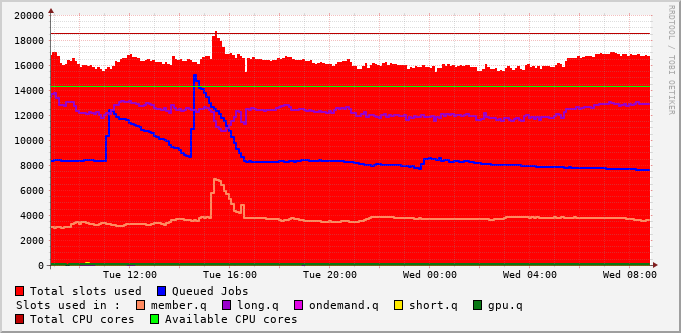 20000
18000
16000
14000
12000
10000
8000
6000
4000
2000
0
Tue 12:00 Tue 16:00 Tue 20:00 Wed 00:00 Wed 04:00 Wed 08:00
RRDTOOL / TOBI OETIKER
Total slots used Queued Jobs
Slots used in : member.q long.q ondemand.q short.q gpu.q
Total CPU cores Available CPU cores